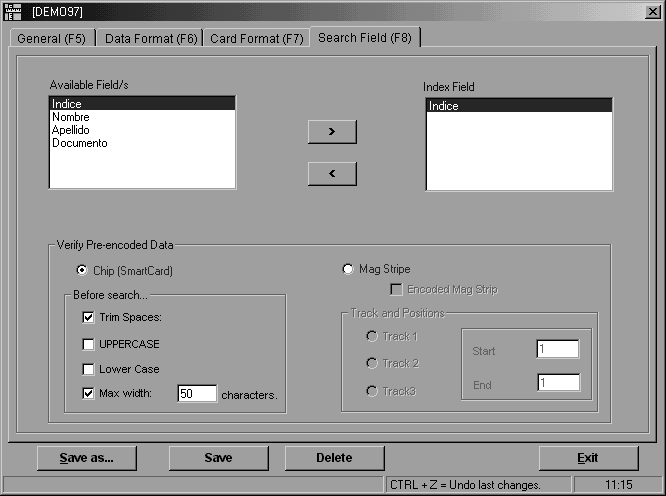 [DEMO97]
General (F5) Data Format (F6) Card Format (F7) Search Field (F8)
Available Field/s
Indice
Nombre
Apellido
Documento
>
<
Index Field
Indice
Verify Pre-encoded Data
Chip (SmartCard)
Before search...
Trim Spaces:
UPPERCASE
Lower Case
Max width: 50 characters.
Mag Stripe
Encoded Mag Strip
Track and Positions
Track 1
Track 2
Track3
Start 1
End 1
Save as... Save Delete Exit
CTRL + Z = Undo last changes. 11:15